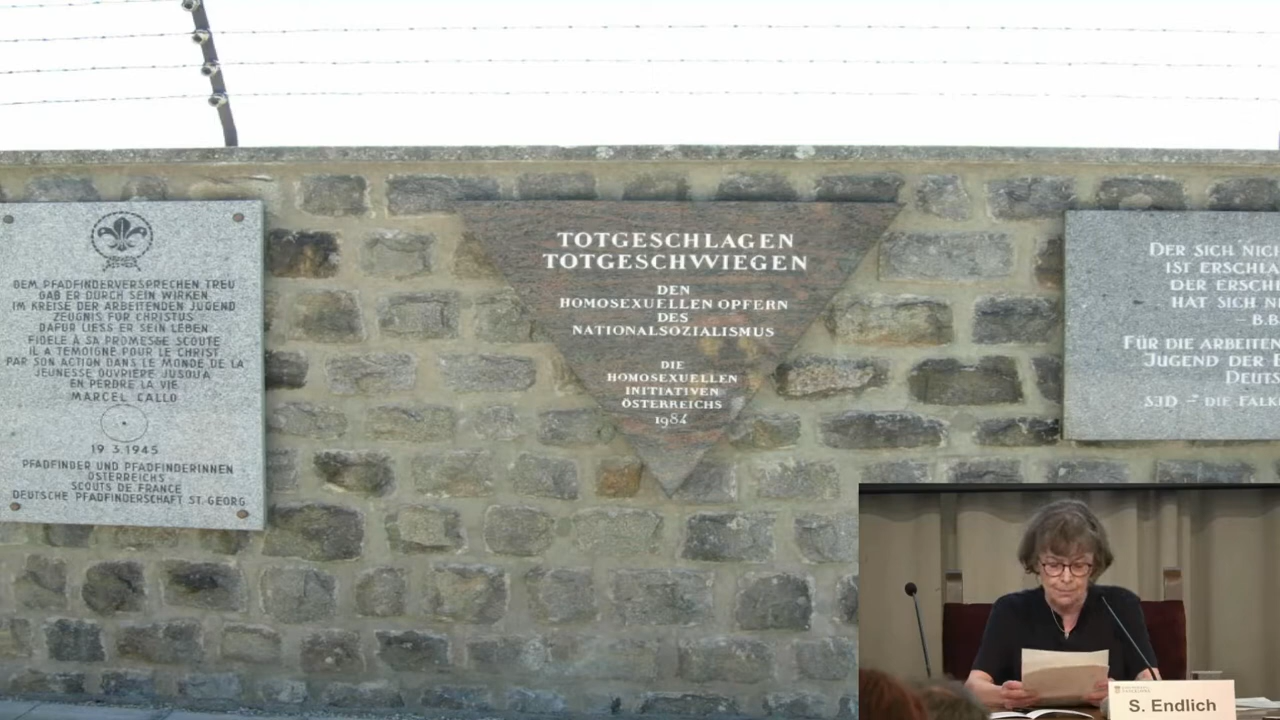 DEM PFADFINDERVERSPRECHEN TREU
GAB ER DURCH SEIN WIRKEN
IM KREISE DER ARBEITENDEN JUGEND
ZEUGNIS FÜR CHRISTUS
DAFÜR LIESS ER SEIN LEBEN
FIDELE À SA PROMESSE SCOUTE
IL A TEMOIGNE POUR LE CHRIST
PAR SON ACTION DANS LE MONDE DE LA
JEUNESSE OUVRIERE JUSQU'A
EN PERDRE LA VIE
MARCEL CALLO
19 3.1945
PFADFINDER UND PFADFINDERINNEN
ÖSTERREICHS
SCOUTS DE FRANCE
DEUTSCHE PFADFINDERSCHAFT ST GEORG
TOTGESCHLAGEN
TOTGESCHWIEGEN
DEN
HOMOSEXUELLEN OPFERN
DES
NATIONALSOZIALISMUS
DIE
HOMOSEXUELLEN
INITIATIVEN
ÖSTERREICHS
1984
DER SICH NIC
IST ERSCHLA
DER ERSCH
HAT SICH N
– B.B
FÜR DIE ARBEITEN
JUGEND DER
DEUTS
SJD – DIE FALK
S. Endlich